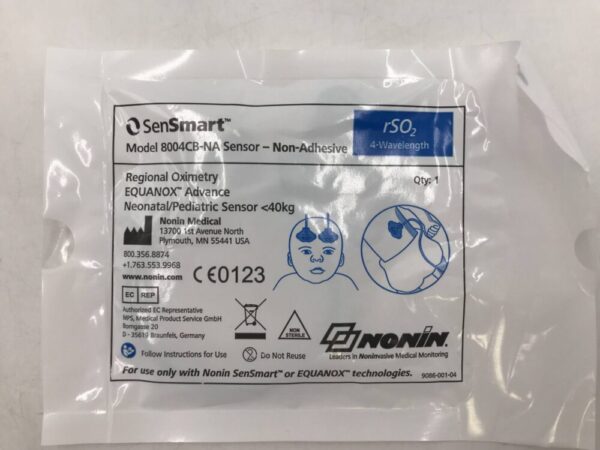 SenSmart™
Model 8004CB-NA Sensor – Non-Adhesive
rSO2
4-Wavelength
Regional Oximetry
EQUANOX™ Advance
Neonatal/Pediatric Sensor <40kg
Qty: 1
Nonin Medical
13700 1st Avenue North
Plymouth, MN 55441 USA
800.356.8874
+1.763.553.9968
www.nonin.com
CE0123
EC REP
Authorized EC Representative
MPS, Medical Product Service GmbH
Borngasse 20
D - 35619 Braunfels, Germany
NON
STERILE
NONIN.
Leaders in Noninvasive Medical Monitoring
Follow Instructions for Use
2
Do Not Reuse
For use only with Nonin SenSmart™ or EQUANOX™ technologies.
9086-001-04